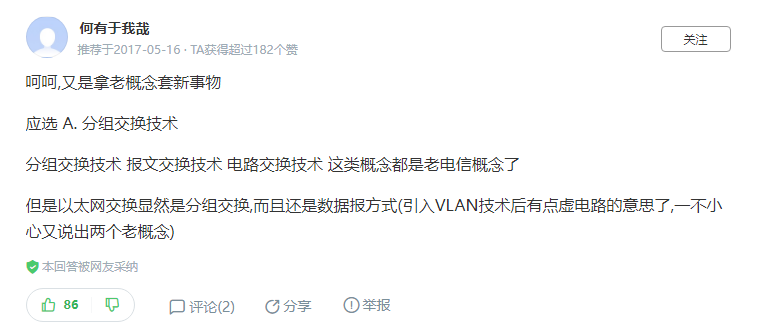 何有于我哉
推荐于2017-05-16 · TA获得超过182个赞
关注
呵呵,又是拿老概念套新事物
应选 A. 分组交换技术
分组交换技术 报文交换技术 电路交换技术 这类概念都是老电信概念了
但是以太网交换显然是分组交换,而且还是数据报方式(引入VLAN技术后有点虚电路的意思了,一不小
心又说出两个老概念)
本回答被网友采纳
86 评论(2) 分享 举报